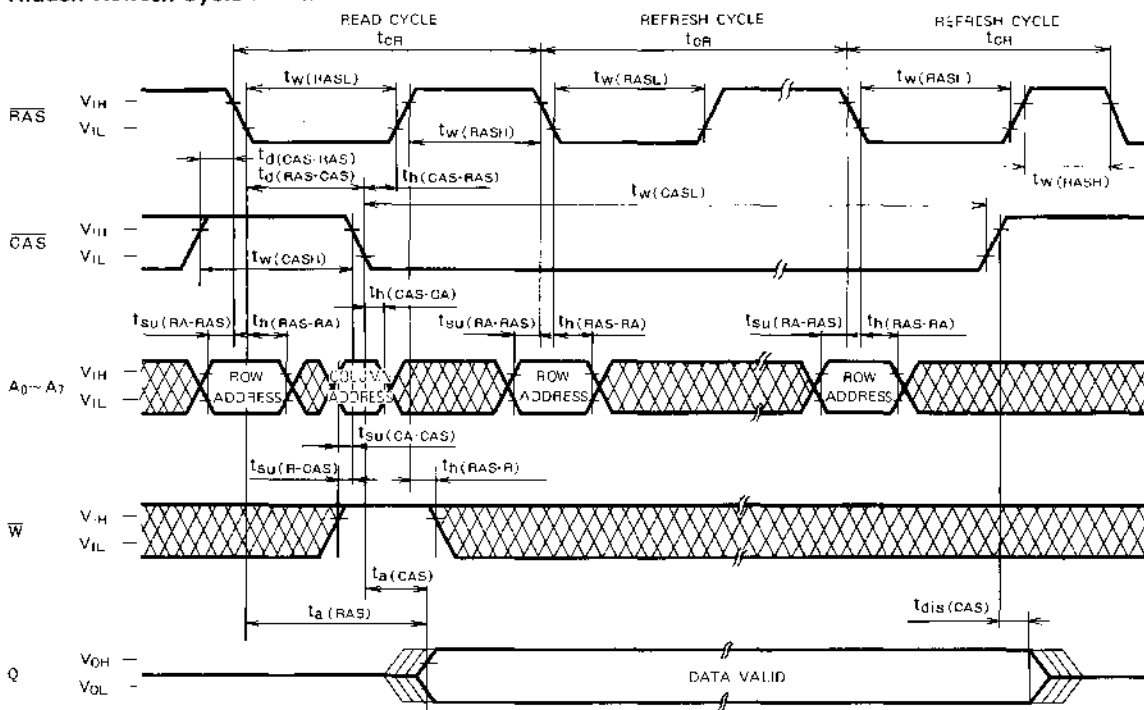 READ CYCLE
REFRESH CYCLE
REFRESH CYCLE
tCR
tCR
tCR
tw(RASL)
tw(RASL)
tw(RASL)
RAS
VIH
VIL
tw(RASH)
tw(RASH)
td(CAS-RAS)
td(RAS-CAS)
th(CAS-RAS)
tw(CASL)
CAS
VIH
VIL
tw(CASH)
th(CAS-CA)
tsu(RA-RAS)
th(RAS-RA)
tsu(RA-RAS)
th(RAS-RA)
tsu(RA-RAS)
th(RAS-RA)
A0~A7
VIH
VIL
ROW
ADDRESS
COLUMN
ADDRESS
ROW
ADDRESS
ROW
ADDRESS
tsu(CA-CAS)
tsu(R-CAS)
th(RAS-R)
W
VIH
VIL
ta(CAS)
ta(RAS)
tdis(CAS)
Q
VOH
VOL
DATA VALID